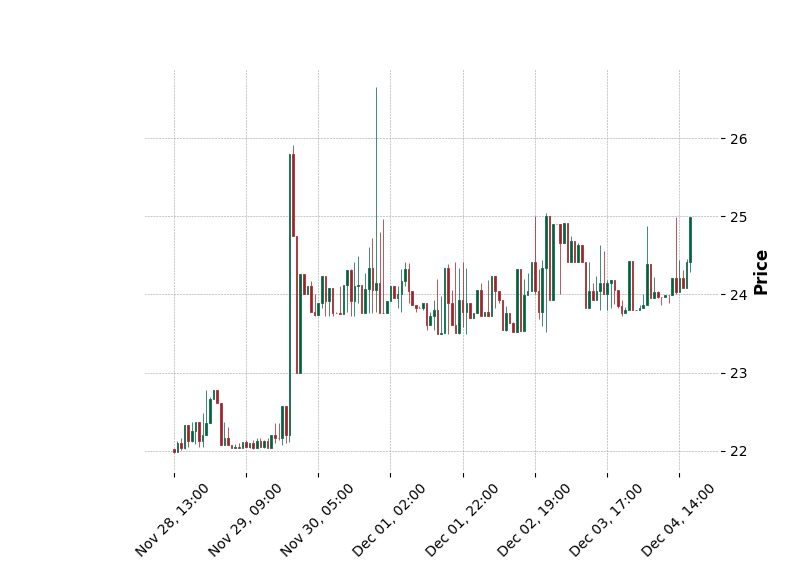 26
25
24
23
22
Price
Nov 28, 13:00
Nov 29, 09:00
Nov 30, 05:00
Dec 01, 02:00
Dec 01, 22:00
Dec 02, 19:00
Dec 03, 17:00
Dec 04, 14:00